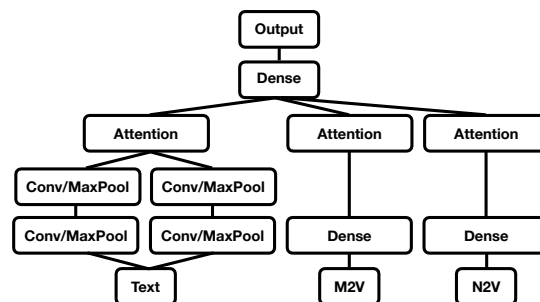 Output
Dense
Attention Attention Attention
Conv/MaxPool Conv/MaxPool
Conv/MaxPool Conv/MaxPool Dense Dense
Text M2V N2V